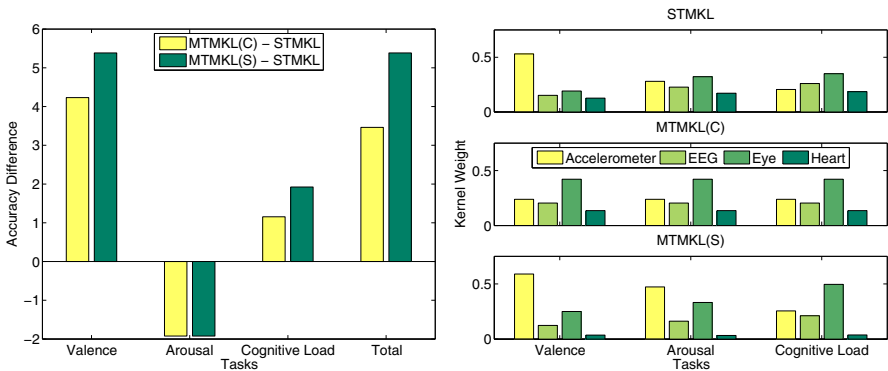 6
5
4
3
2
1
0
−1
−2
Accuracy Difference
MTMKL(C) − STMKL
MTMKL(S) − STMKL
Valence Arousal Cognitive Load Total
Tasks
STMKL
0.5
0
MTMKL(C)
Accelerometer EEG Eye Heart
0.5
0
Kernel Weight
MTMKL(S)
0.5
0
Valence Arousal Cognitive Load
Tasks